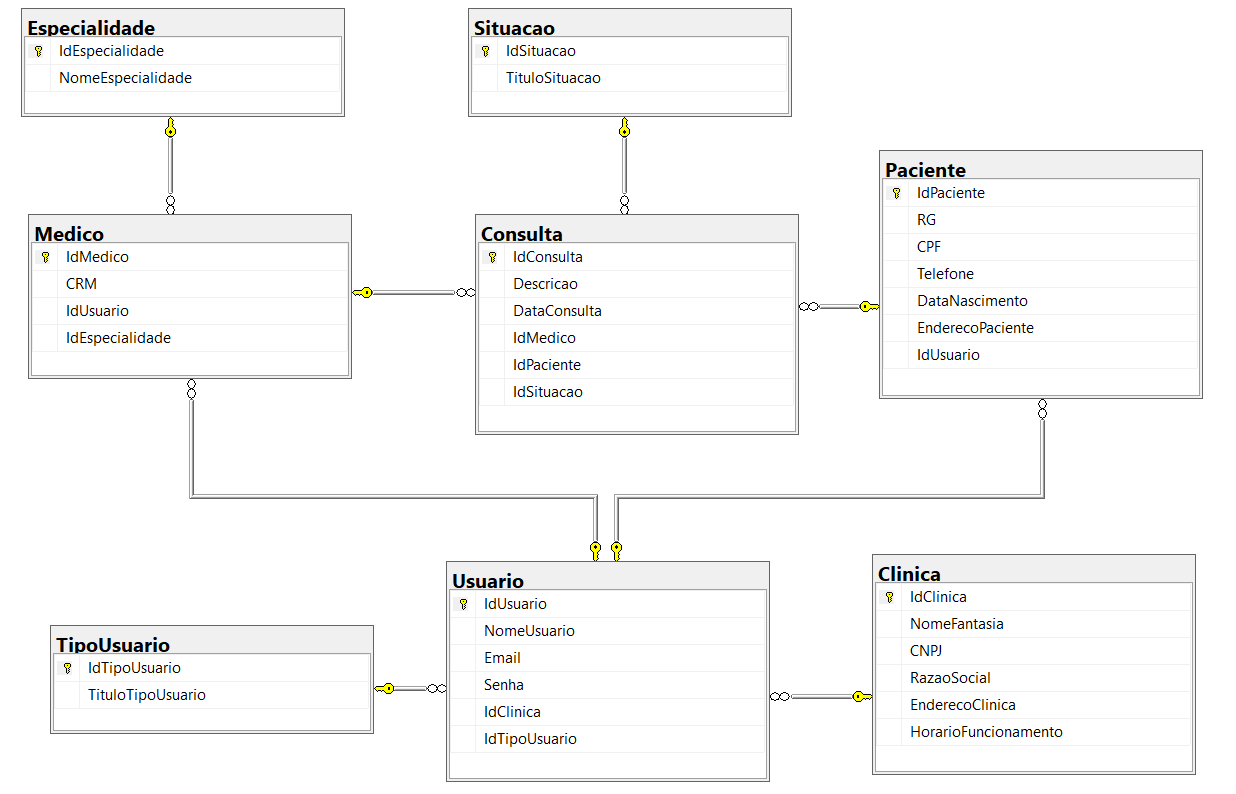 Especialidade
IdEspecialidade
NomeEspecialidade
Situacao
IdSituacao
TituloSituacao
Paciente
IdPaciente
RG
CPF
Telefone
DataNascimento
EnderecoPaciente
IdUsuario
Medico
IdMedico
CRM
IdUsuario
IdEspecialidade
Consulta
IdConsulta
Descricao
DataConsulta
IdMedico
IdPaciente
IdSituacao
TipoUsuario
IdTipoUsuario
TituloTipoUsuario
Usuario
IdUsuario
NomeUsuario
Email
Senha
IdClinica
IdTipoUsuario
Clinica
IdClinica
NomeFantasia
CNPJ
RazaoSocial
EnderecoClinica
HorarioFuncionamento